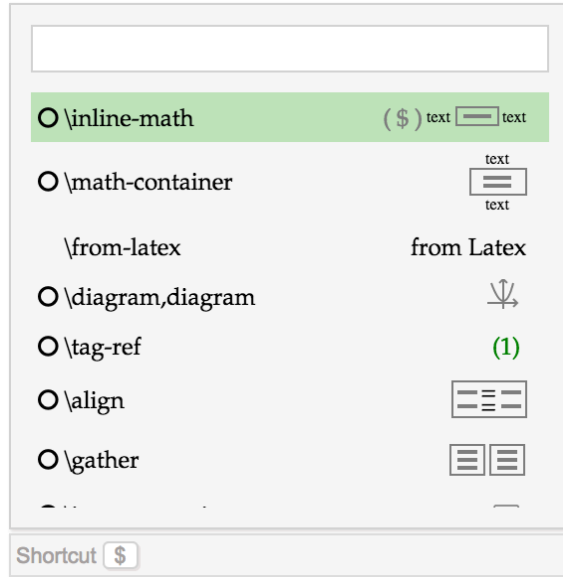 \inline-math ( $ ) text text
text
\math-container
text
\from-latex from Latex
\diagram,diagram
\tag-ref (1)
\align
\gather
Shortcut $